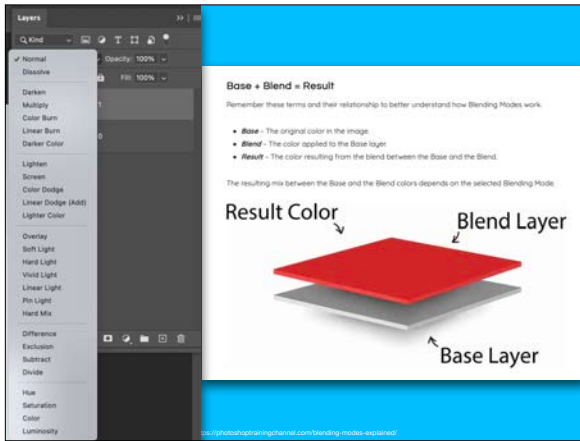 Layers
Kind
Opacity: 100%
Fill: 100%
1
0
✓ Normal
Dissolve
Darken
Multiply
Color Burn
Linear Burn
Darker Color
Lighten
Screen
Color Dodge
Linear Dodge (Add)
Lighter Color
Overlay
Soft Light
Hard Light
Vivid Light
Linear Light
Pin Light
Hard Mix
Difference
Exclusion
Subtract
Divide
Hue
Saturation
Color
Luminosity
Base + Blend = Result
Remember these terms and their relationship to better understand how Blending Modes work.
• Base - The original color in the image.
• Blend - The color applied to the Base layer.
• Result - The color resulting from the blend between the Base and the Blend.
The resulting mix between the Base and the Blend colors depends on the selected Blending Mode.
Result Color
Blend Layer
Base Layer
ps://photoshoptrainingchannel.com/blending-modes-explained/